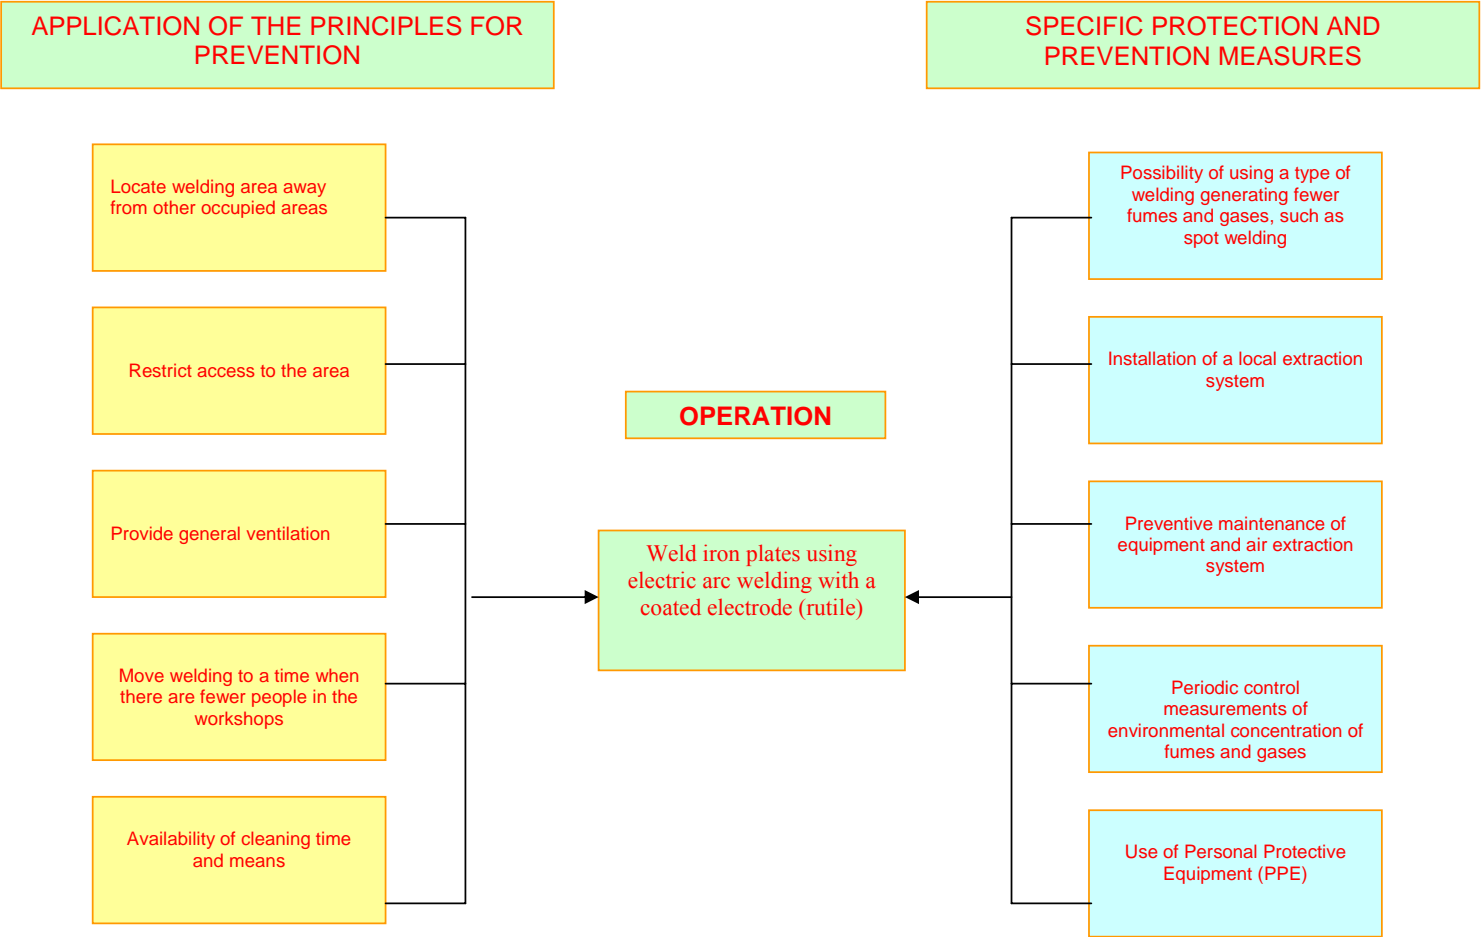 APPLICATION OF THE PRINCIPLES FOR
PREVENTION
SPECIFIC PROTECTION AND
PREVENTION MEASURES
Locate welding area away
from other occupied areas
Restrict access to the area
Provide general ventilation
Move welding to a time when
there are fewer people in the
workshops
Availability of cleaning time
and means
OPERATION
Weld iron plates using
electric arc welding with a
coated electrode (rutile)
Possibility of using a type of
welding generating fewer
fumes and gases, such as
spot welding
Installation of a local extraction
system
Preventive maintenance of
equipment and air extraction
system
Periodic control
measurements of
environmental concentration of
fumes and gases
Use of Personal Protective
Equipment (PPE)